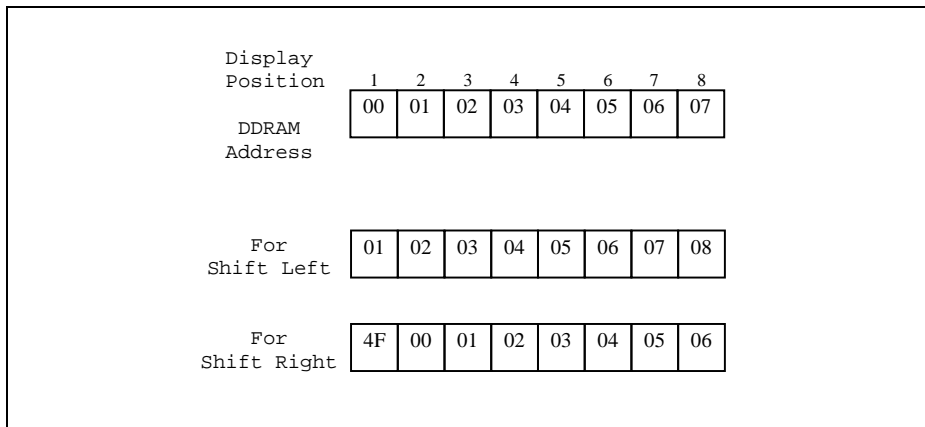 Display
Position 1 2 3 4 5 6 7 8
00 01 02 03 04 05 06 07
DDRAM
Address
For
Shift Left 01 02 03 04 05 06 07 08
For
Shift Right 4F 00 01 02 03 04 05 06